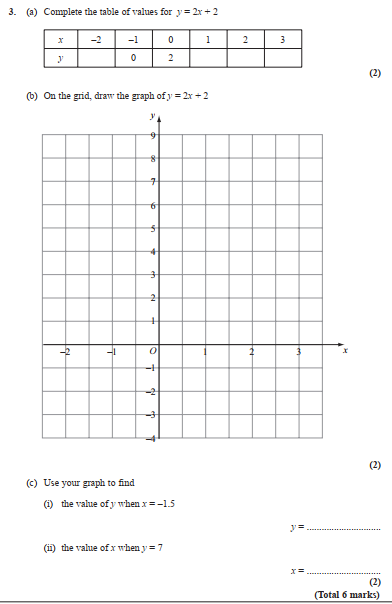 3. (a) Complete the table of values for y = 2x + 2
x −2 −1 0 1 2 3
y 0 2
(2)
(b) On the grid, draw the graph of y = 2x + 2
y
9
8
7
6
5
4
3
2
1
−2 −1 O 1 2 3 x
−1
−2
−3
−4
(2)
(c) Use your graph to find
(i) the value of y when x = −1.5
y = ..............................
(ii) the value of x when y = 7
x = ..............................
(2)
(Total 6 marks)